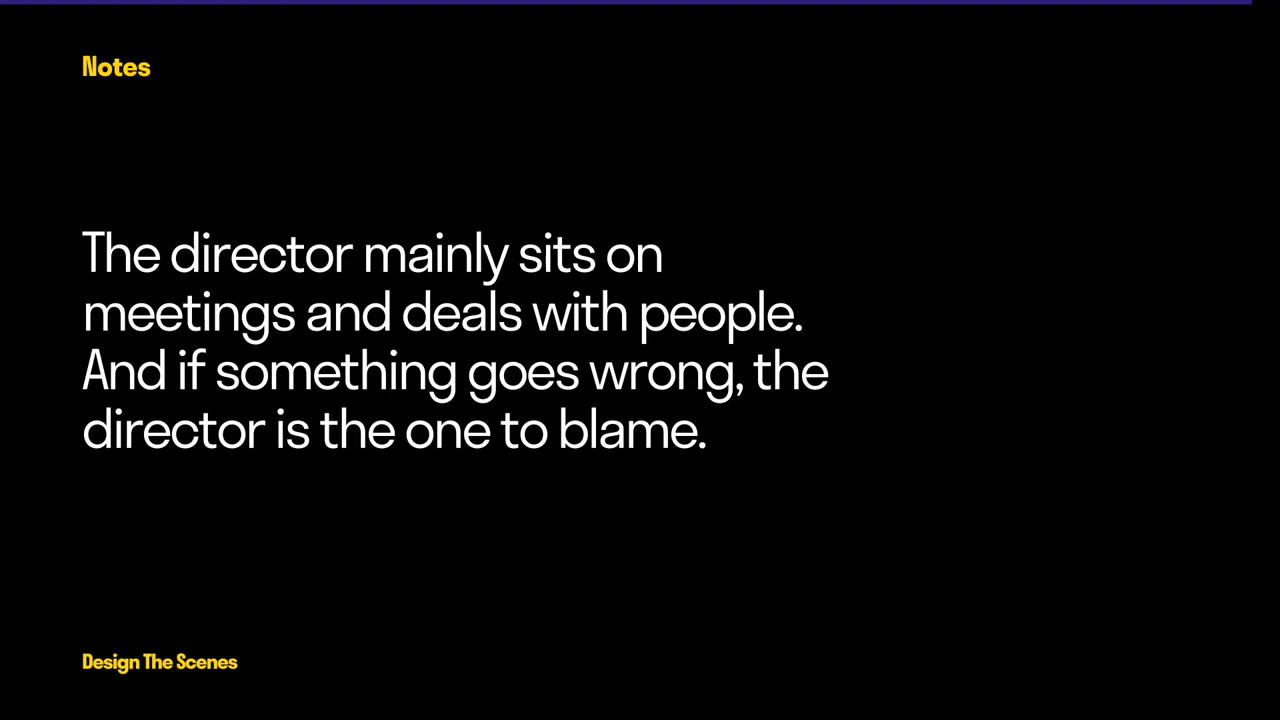 Notes
The director mainly sits on
meetings and deals with people.
And if something goes wrong, the
director is the one to blame.
Design The Scenes